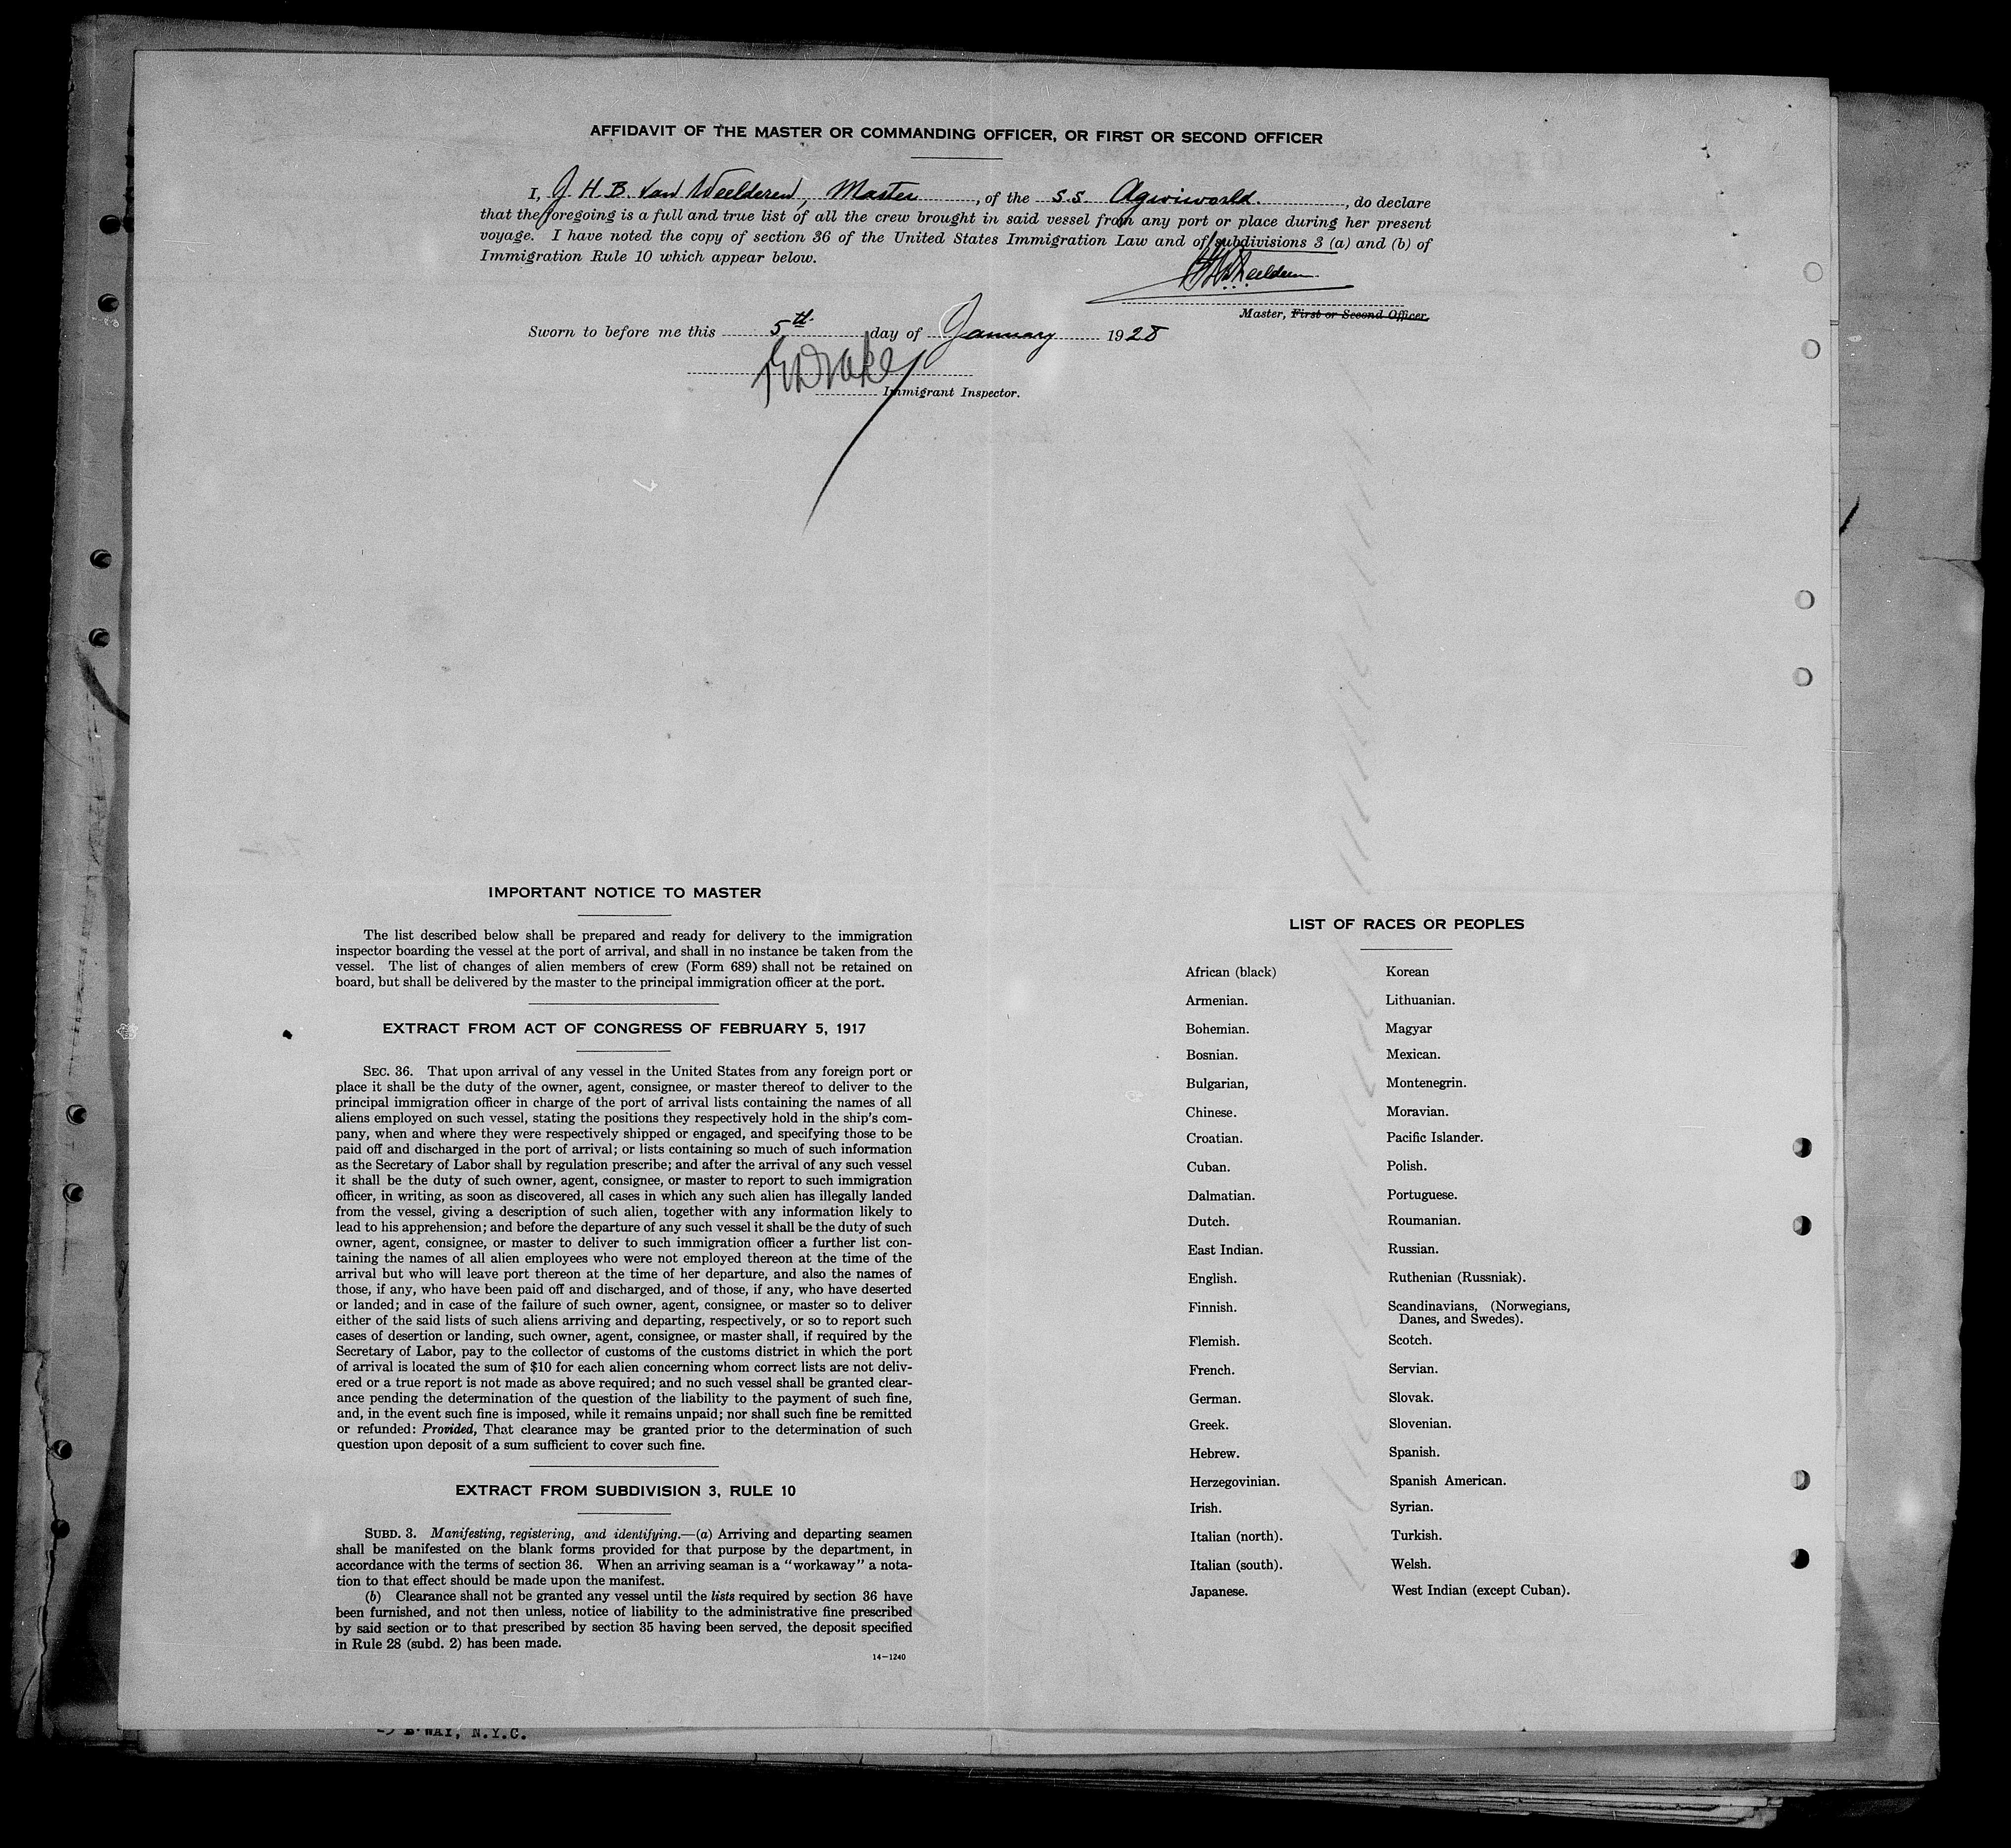 AFFIDAVIT OF THE MASTER OR COMMANDING OFFICER, OR FIRST OR SECOND OFFICER
I, J. H. B. Van Weelderen, Master, of the S.S. Agwiworld., do declare
that the foregoing is a full and true list of all the crew brought in said vessel from any port or place during her present
voyage. I have noted the copy of section 36 of the United States Immigration Law and of subdivisions 3 (a) and (b) of
Immigration Rule 10 which appear below.
Master, First or Second Officer.
Sworn to before me this 5th. day of January 1928
Drake
Immigrant Inspector.
IMPORTANT NOTICE TO MASTER
The list described below shall be prepared and ready for delivery to the immigration
inspector boarding the vessel at the port of arrival, and shall in no instance be taken from the
vessel. The list of changes of alien members of crew (Form 689) shall not be retained on
board, but shall be delivered by the master to the principal immigration officer at the port.
EXTRACT FROM ACT OF CONGRESS OF FEBRUARY 5, 1917
SEC. 36. That upon arrival of any vessel in the United States from any foreign port or
place it shall be the duty of the owner, agent, consignee, or master thereof to deliver to the
principal immigration officer in charge of the port of arrival lists containing the names of all
aliens employed on such vessel, stating the positions they respectively hold in the ship's com-
pany, when and where they were respectively shipped or engaged, and specifying those to be
paid off and discharged in the port of arrival; or lists containing so much of such information
as the Secretary of Labor shall by regulation prescribe; and after the arrival of any such vessel
it shall be the duty of such owner, agent, consignee, or master to report to such immigration
officer, in writing, as soon as discovered, all cases in which any such alien has illegally landed
from the vessel, giving a description of such alien, together with any information likely to
lead to his apprehension; and before the departure of any such vessel it shall be the duty of such
owner, agent, consignee, or master to deliver to such immigration officer a further list con-
taining the names of all alien employees who were not employed thereon at the time of the
arrival but who will leave port thereon at the time of her departure, and also the names of
those, if any, who have been paid off and discharged, and of those, if any, who have deserted
or landed; and in case of the failure of such owner, agent, consignee, or master so to deliver
either of the said lists of such aliens arriving and departing, respectively, or so to report such
cases of desertion or landing, such owner, agent, consignee, or master shall, if required by the
Secretary of Labor, pay to the collector of customs of the customs district in which the port
of arrival is located the sum of $10 for each alien concerning whom correct lists are not deliv-
ered or a true report is not made as above required; and no such vessel shall be granted clear-
ance pending the determination of the question of the liability to the payment of such fine,
and, in the event such fine is imposed, while it remains unpaid; nor shall such fine be remitted
or refunded: Provided, That clearance may be granted prior to the determination of such
question upon deposit of a sum sufficient to cover such fine.
EXTRACT FROM SUBDIVISION 3, RULE 10
SUBD. 3. Manifesting, registering, and identifying.—(a) Arriving and departing seamen
shall be manifested on the blank forms provided for that purpose by the department, in
accordance with the terms of section 36. When an arriving seaman is a "workaway" a nota-
tion to that effect should be made upon the manifest.
(b) Clearance shall not be granted any vessel until the lists required by section 36 have
been furnished, and not then unless, notice of liability to the administrative fine prescribed
by said section or to that prescribed by section 35 having been served, the deposit specified
in Rule 28 (subd. 2) has been made.
14—1240
LIST OF RACES OR PEOPLES
African (black)
Armenian.
Bohemian.
Bosnian.
Bulgarian,
Chinese.
Croatian.
Cuban.
Dalmatian.
Dutch.
East Indian.
English.
Finnish.
Flemish.
French.
German.
Greek.
Hebrew.
Herzegovinian.
Irish.
Italian (north).
Italian (south).
Japanese.
Korean
Lithuanian.
Magyar
Mexican.
Montenegrin.
Moravian.
Pacific Islander.
Polish.
Portuguese.
Roumanian.
Russian.
Ruthenian (Russniak).
Scandinavians, (Norwegians,
Danes, and Swedes).
Scotch.
Servian.
Slovak.
Slovenian.
Spanish.
Spanish American.
Syrian.
Turkish.
Welsh.
West Indian (except Cuban).
B'WAY, N.Y.C.